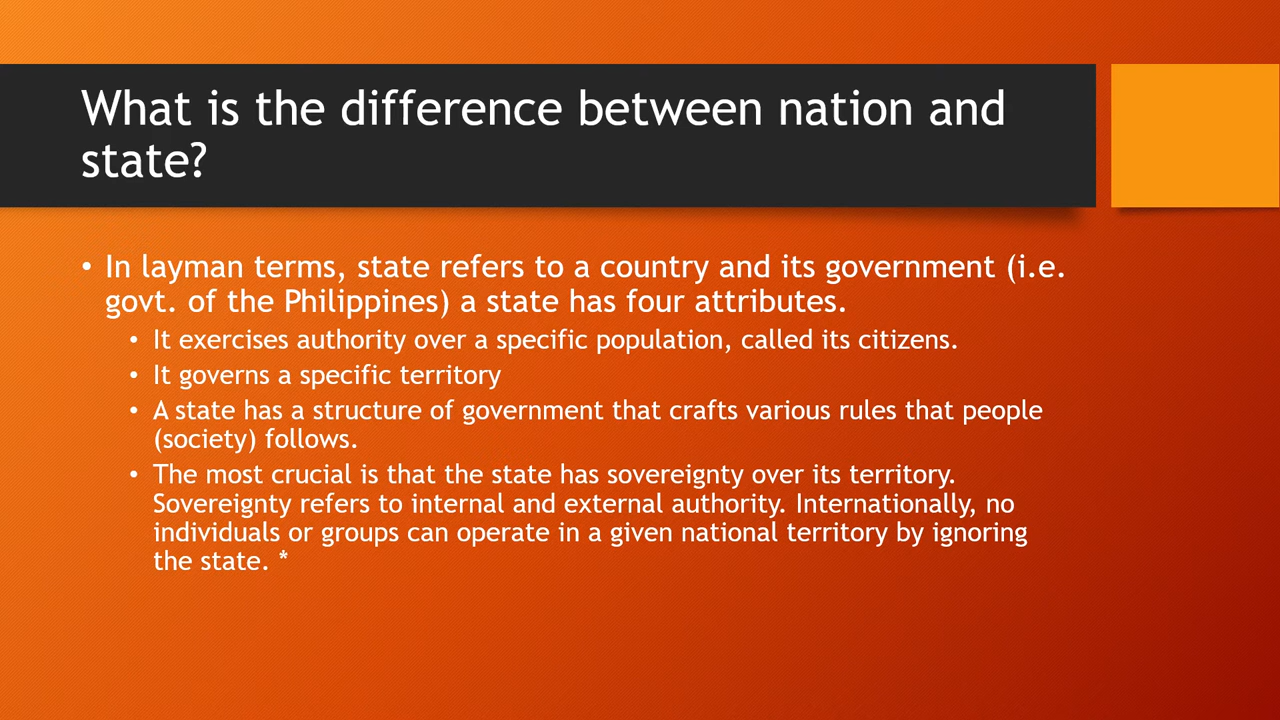 What is the difference between nation and
state?
• In layman terms, state refers to a country and its government (i.e.
govt. of the Philippines) a state has four attributes.
• It exercises authority over a specific population, called its citizens.
• It governs a specific territory
• A state has a structure of government that crafts various rules that people
(society) follows.
• The most crucial is that the state has sovereignty over its territory.
Sovereignty refers to internal and external authority. Internationally, no
individuals or groups can operate in a given national territory by ignoring
the state. *